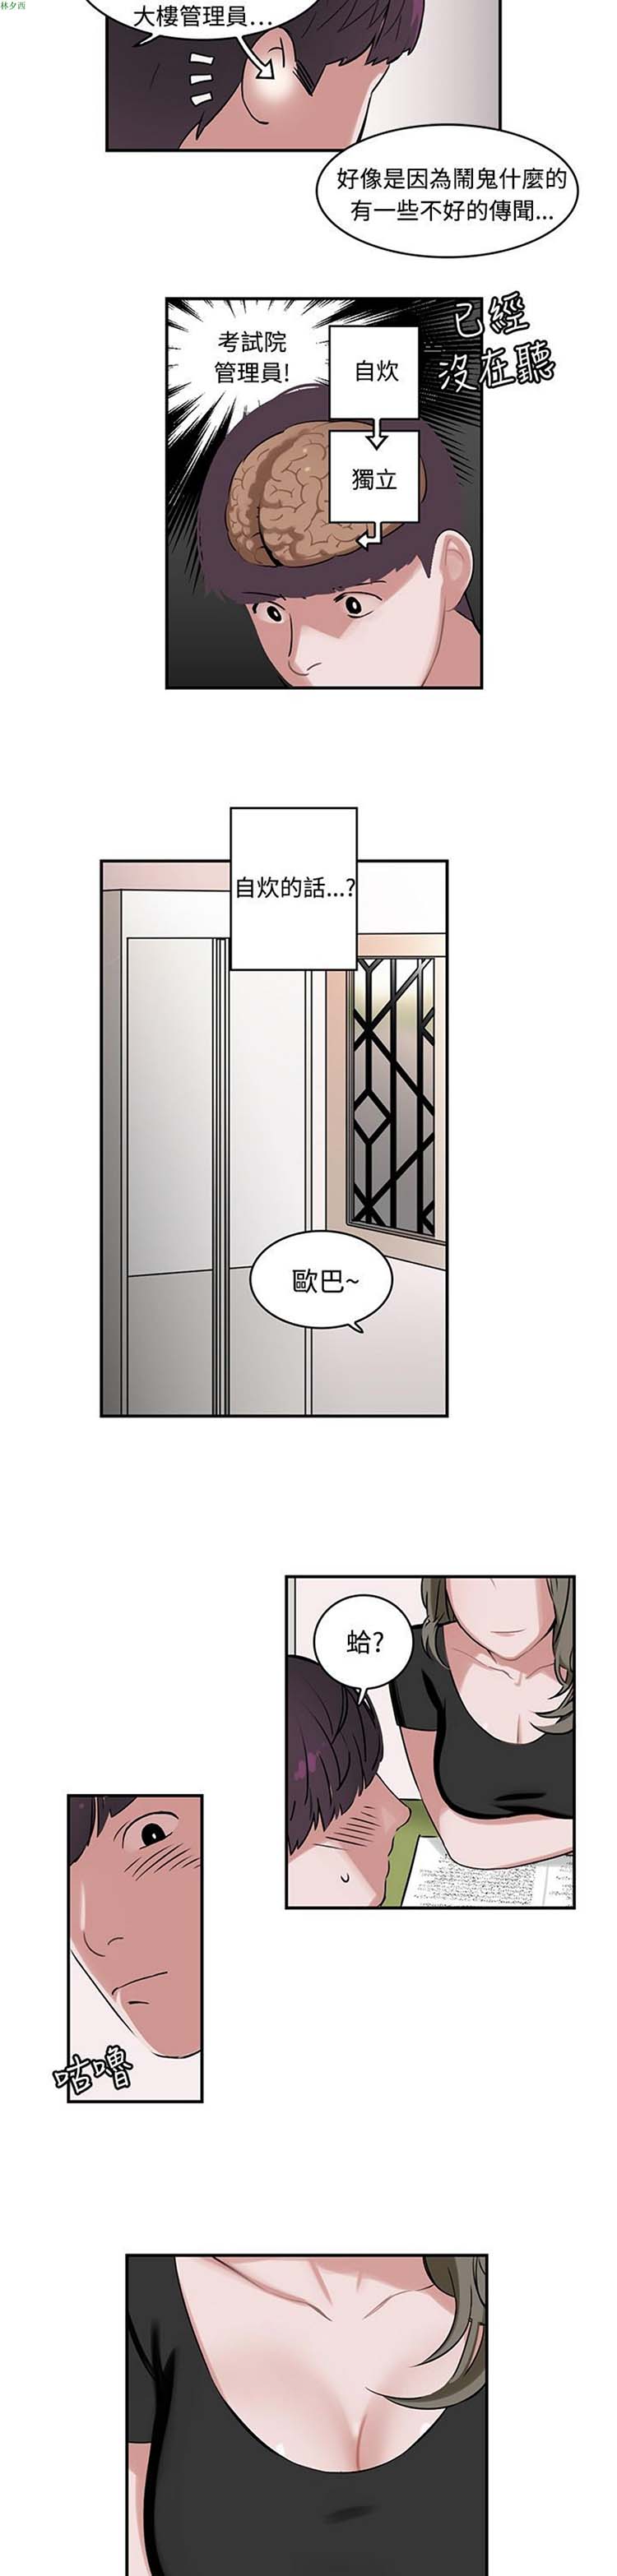 林夕西
大樓管理員...
好像是因為鬧鬼什麼的
有一些不好的傳聞...
已經
沒在聽
考試院
管理員!
自炊
獨立
自炊的話...?
歐巴~
蛤?
咕嚕